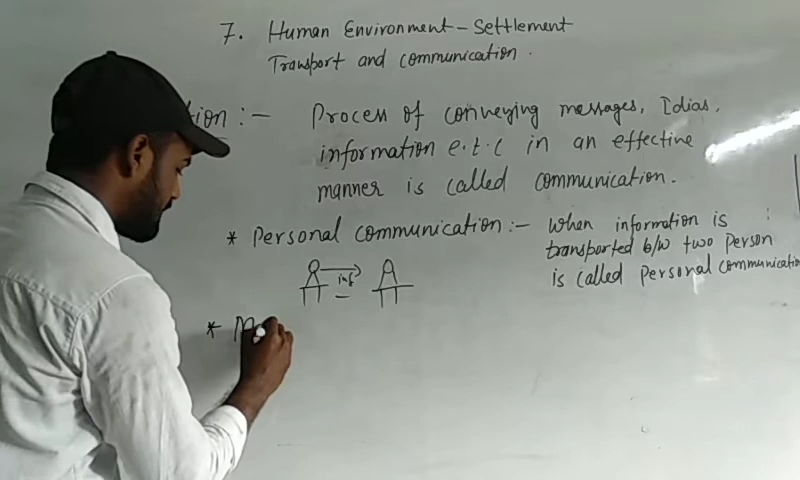 7. Human Environment - Settlement
Transport and communication.
tion :- Process of conveying messages, Idias,
information e.t.c in an effective
manner is called communication.
* Personal communication :- when information is
transported b/w two Person
is called personal communication
inf
* M